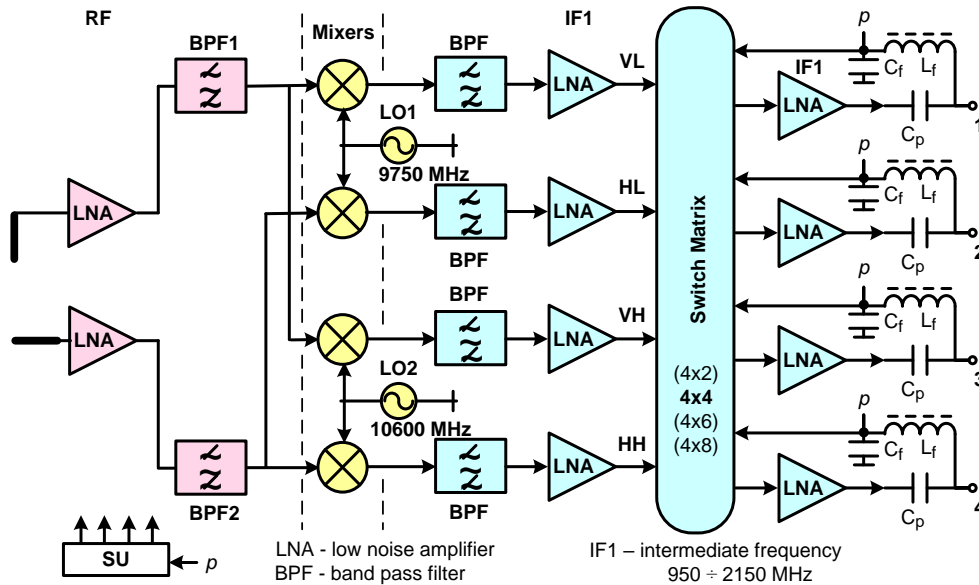 RF
Mixers
IF1
BPF1
BPF
LNA
VL
LO1
9750 MHz
LNA
BPF
LNA
HL
BPF
LNA
VH
LNA
LO2
10600 MHz
BPF
LNA
HH
BPF2
Switch Matrix
(4x2)
4x4
(4x6)
(4x8)
p
IF1
LNA
Cf
Lf
Cp
1
p
LNA
Cf
Lf
Cp
2
p
LNA
Cf
Lf
Cp
3
p
LNA
Cf
Lf
Cp
4
SU
p
LNA - low noise amplifier
BPF - band pass filter
IF1 – intermediate frequency
950 ÷ 2150 MHz